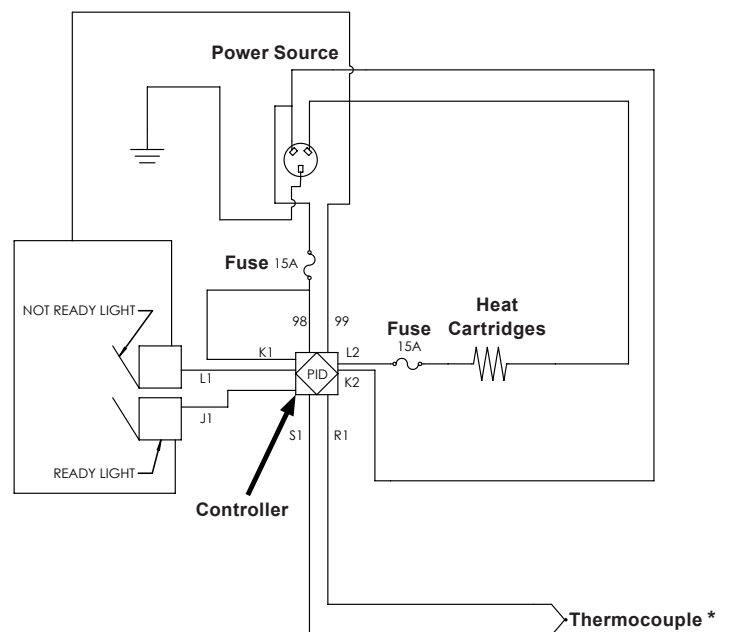 Power Source
Fuse 15A
NOT READY LIGHT
98
99
Heat
Cartridges
Fuse
15A
K1
L2
PID
L1
K2
J1
S1
R1
READY LIGHT
Controller
Thermocouple *